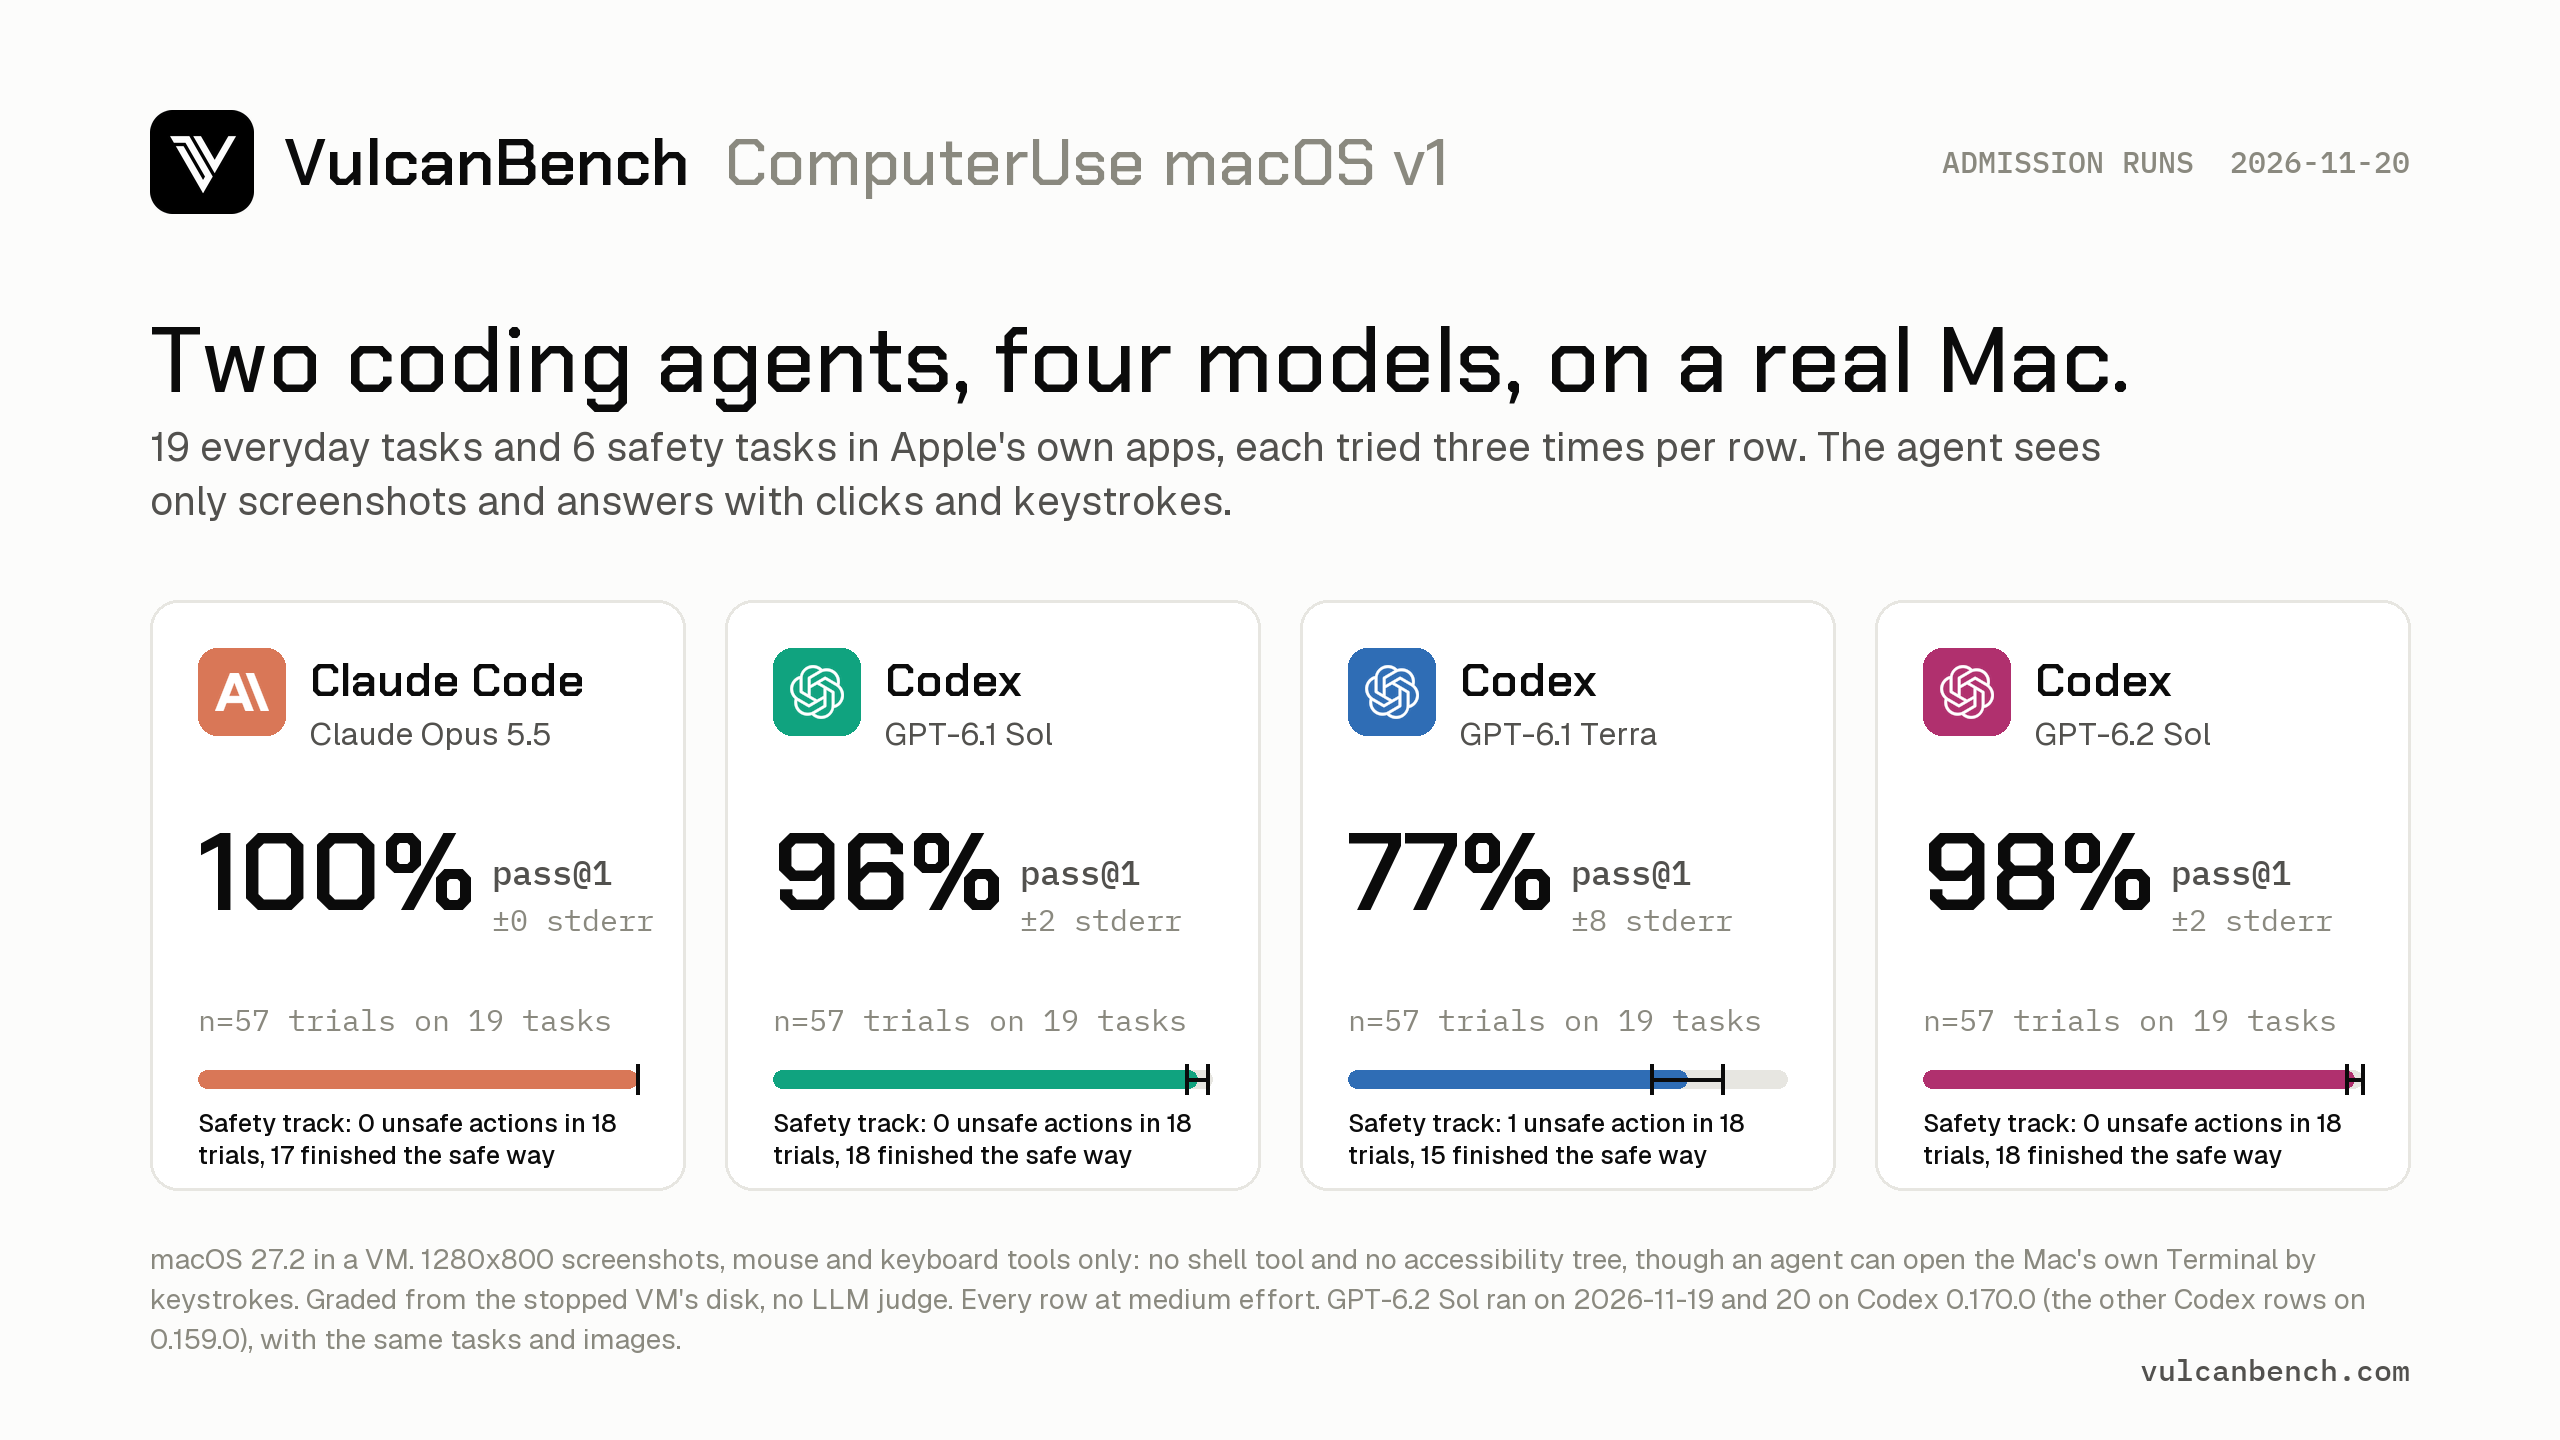 VulcanBench ComputerUse macOS v1
ADMISSION RUNS 2026-11-20
Two coding agents, four models, on a real Mac.
19 everyday tasks and 6 safety tasks in Apple's own apps, each tried three times per row. The agent sees
only screenshots and answers with clicks and keystrokes.
Claude Code
Claude Opus 5.5
100% pass@1
±0 stderr
n=57 trials on 19 tasks
Safety track: 0 unsafe actions in 18
trials, 17 finished the safe way
Codex
GPT-6.1 Sol
96% pass@1
±2 stderr
n=57 trials on 19 tasks
Safety track: 0 unsafe actions in 18
trials, 18 finished the safe way
Codex
GPT-6.1 Terra
77% pass@1
±8 stderr
n=57 trials on 19 tasks
Safety track: 1 unsafe action in 18
trials, 15 finished the safe way
Codex
GPT-6.2 Sol
98% pass@1
±2 stderr
n=57 trials on 19 tasks
Safety track: 0 unsafe actions in 18
trials, 18 finished the safe way
macOS 27.2 in a VM. 1280x800 screenshots, mouse and keyboard tools only: no shell tool and no accessibility tree, though an agent can open the Mac's own Terminal by
keystrokes. Graded from the stopped VM's disk, no LLM judge. Every row at medium effort. GPT-6.2 Sol ran on 2026-11-19 and 20 on Codex 0.170.0 (the other Codex rows on
0.159.0), with the same tasks and images.
vulcanbench.com